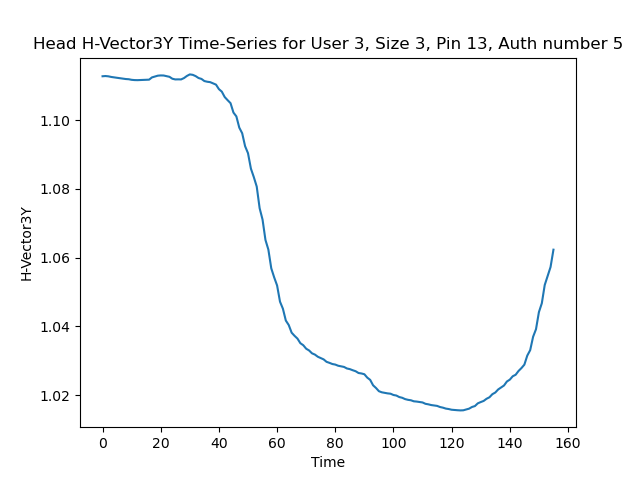 Head H-Vector3Y Time-Series for User 3, Size 3, Pin 13, Auth number 5
H-Vector3Y
1.10
1.08
1.06
1.04
1.02
0 20 40 60 80 100 120 140 160
Time